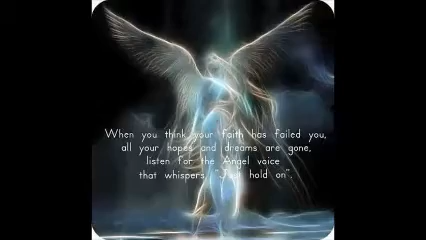 When you think your faith has failed you,
all your hopes and dreams are gone,
listen for the Angel voice
that whispers, "Just hold on".